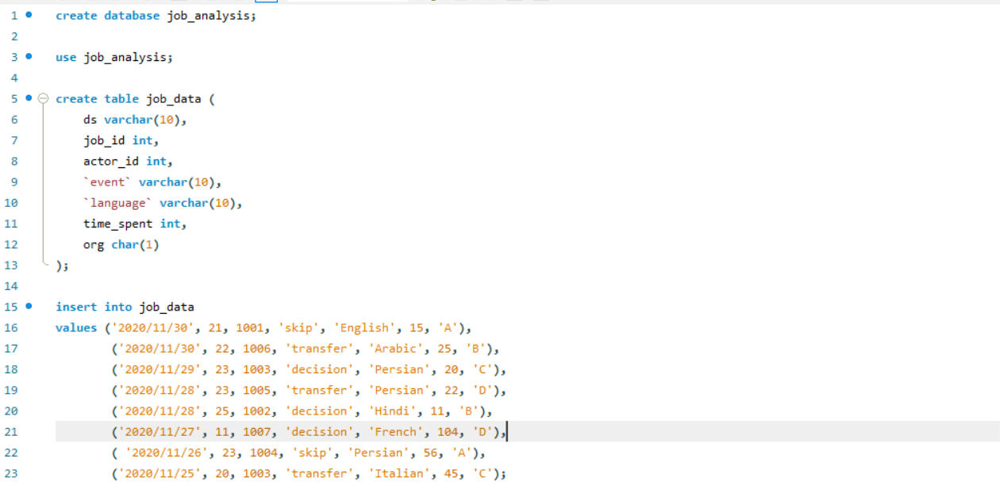 1 create database job_analysis;
2
3 use job_analysis;
4
5 create table job_data (
6 ds varchar(10),
7 job_id int,
8 actor_id int,
9 `event` varchar(10),
10 `language` varchar(10),
11 time_spent int,
12 org char(1)
13 );
14
15 insert into job_data
16 values ('2020/11/30', 21, 1001, 'skip', 'English', 15, 'A'),
17 ('2020/11/30', 22, 1006, 'transfer', 'Arabic', 25, 'B'),
18 ('2020/11/29', 23, 1003, 'decision', 'Persian', 20, 'C'),
19 ('2020/11/28', 23, 1005, 'transfer', 'Persian', 22, 'D'),
20 ('2020/11/28', 25, 1002, 'decision', 'Hindi', 11, 'B'),
21 ('2020/11/27', 11, 1007, 'decision', 'French', 104, 'D'),
22 ( '2020/11/26', 23, 1004, 'skip', 'Persian', 56, 'A'),
23 ('2020/11/25', 20, 1003, 'transfer', 'Italian', 45, 'C');